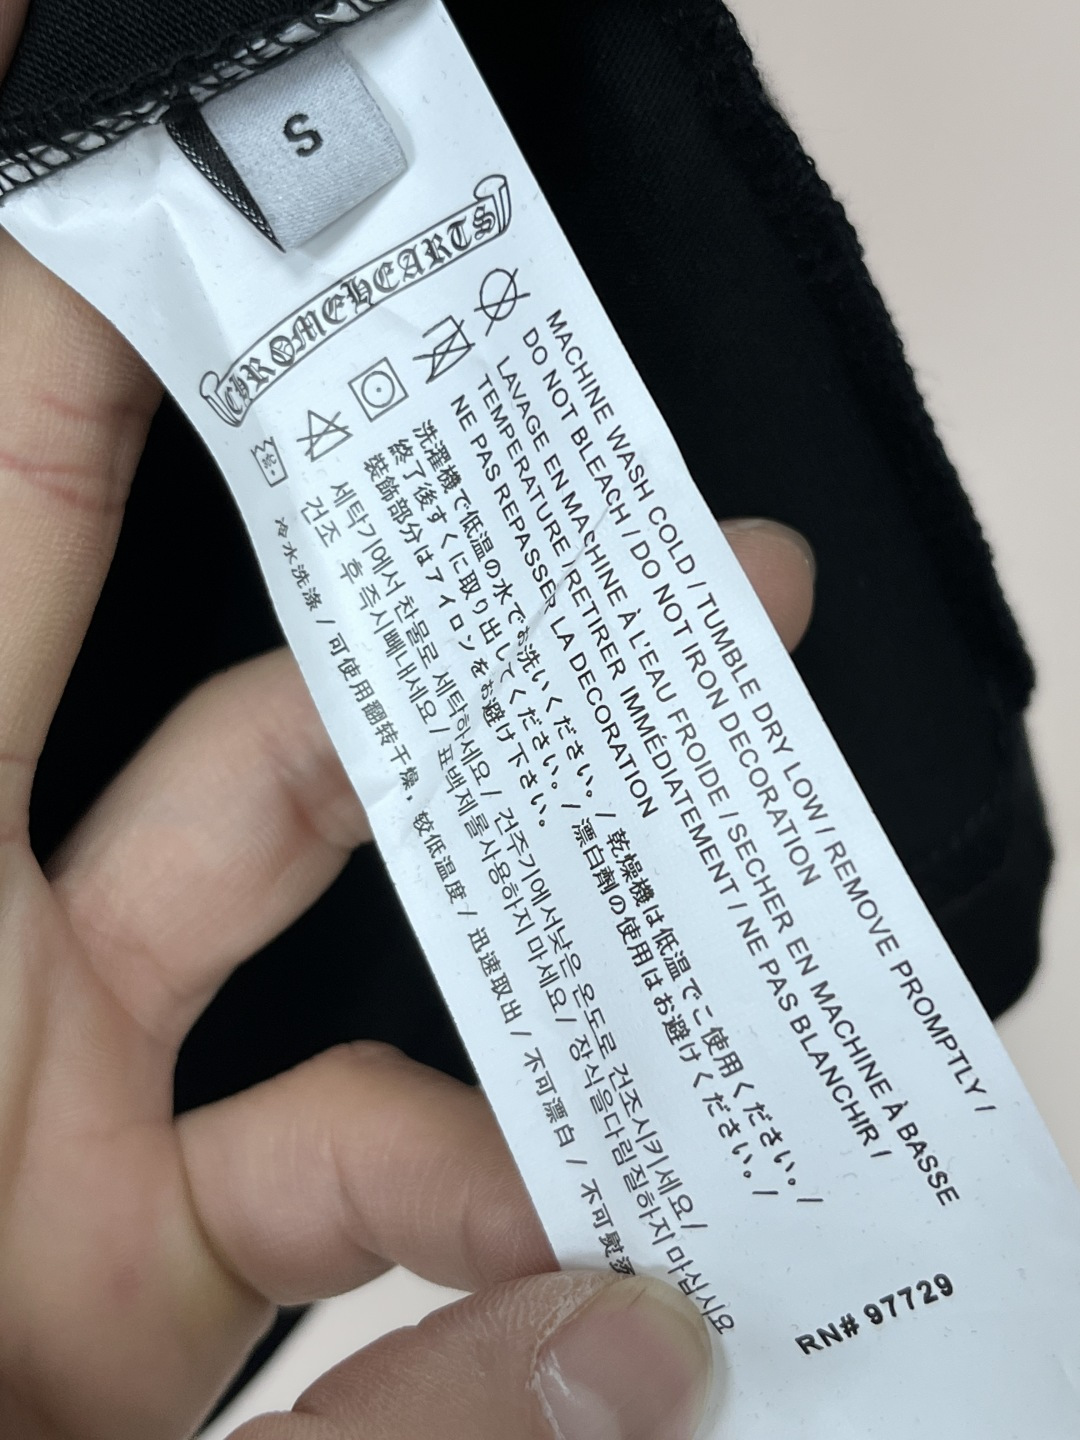 S
CHROMEHEARTS
MACHINE WASH COLD / TUMBLE DRY LOW / REMOVE PROMPTLY /
DO NOT BLEACH / DO NOT IRON DECORATION
LAVAGE EN MACHINE À L'EAU FROIDE / SECHER EN MACHINE À BASSE
TEMPERATURE / RETIRER IMMÉDIATEMENT / NE PAS BLANCHIR /
NE PAS REPASSER LA DECORATION
洗濯機で低温の水でお洗いください。/ 乾燥機は低温でご使用ください。/
終了後すぐに取り出してください。/ 漂白劑の使用はお避けください。/
裝飾部分はアイロンをお避け下さい。
세탁기에서 찬물로 세탁하세요 / 건주기에서낮은 온도로 건조시키세요 /
건조 후 즉시빼내세요 / 표백제를 사용하지 마세요 / 장식을다림질하지 마십시요
冷水洗涤 / 可使用翻转干燥，较低温度 / 迅速取出 / 不可漂白 / 不可熨烫
RN# 97729